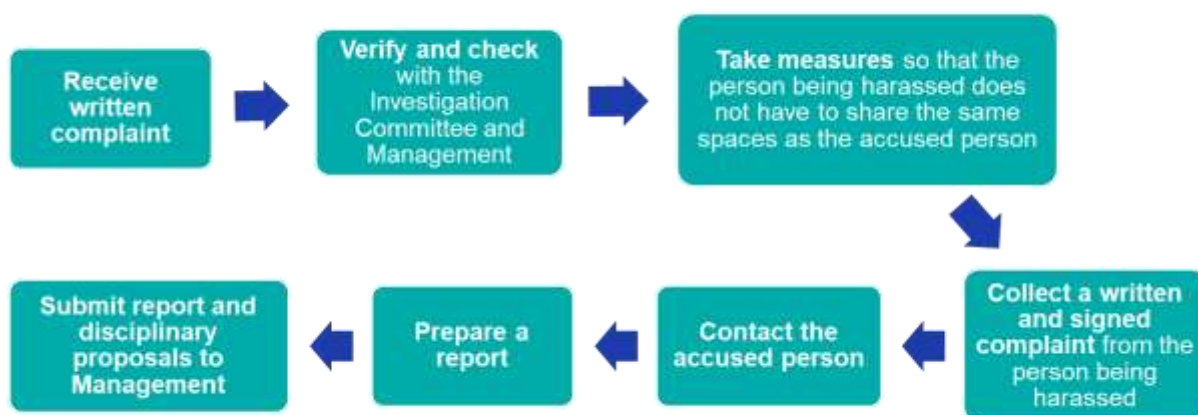 Receive
written
complaint
Verify and check
with the
Investigation
Committee and
Management
Take measures so that the
person being harassed does
not have to share the same
spaces as the accused person
Collect a written
and signed
complaint from the
person being
harassed
Contact the
accused person
Prepare a
report
Submit report and
disciplinary
proposals to
Management